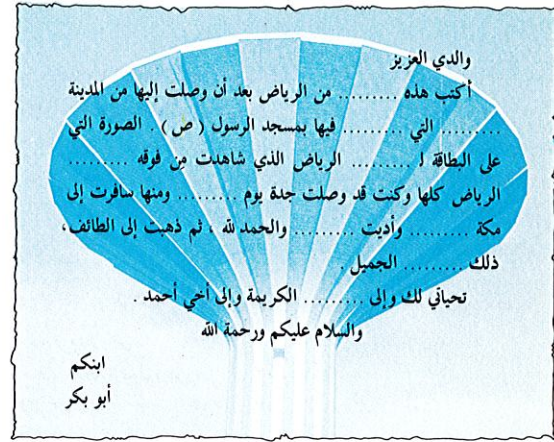 والدي العزيز
أكتب هذه ......... من الرياض بعد أن وصلت إليها من المدينة
......... التي ......... فيها بمسجد الرسول ( ص ) . الصورة التي
على البطاقة لـ ......... الرياض الذي شاهدت مِن فوقه .........
الرياض كلها وكنت قد وصلت جدة يوم ......... ومنها سافرت إلى
مكة ......... وأديت ......... والحمد لله ، ثم ذهبت إلى الطائف ،
ذلك ......... الجميل .
تحياتي لك وإلى ......... الكريمة وإلى أخي أحمد .
والسلام عليكم ورحمة الله
ابنكم
أبو بكر